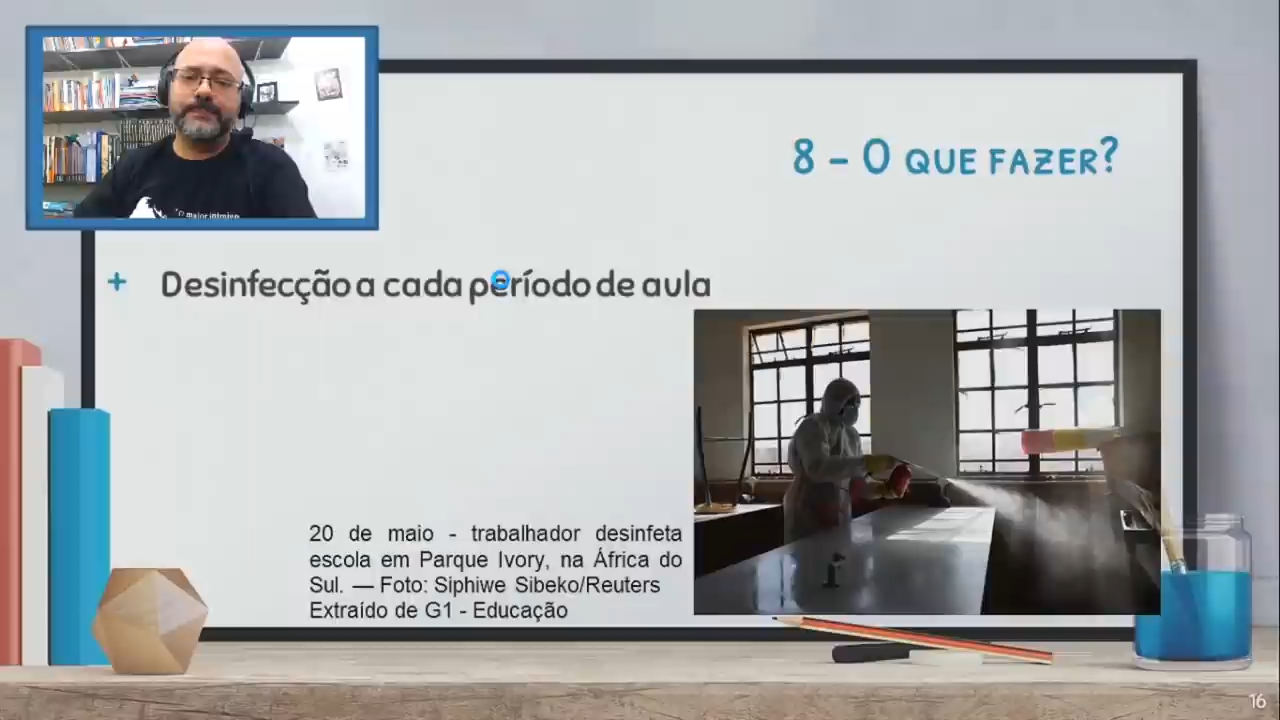 8 – O QUE FAZER?
+ Desinfecção a cada período de aula
20 de maio - trabalhador desinfeta
escola em Parque Ivory, na África do
Sul. — Foto: Siphiwe Sibeko/Reuters
Extraído de G1 - Educação
16